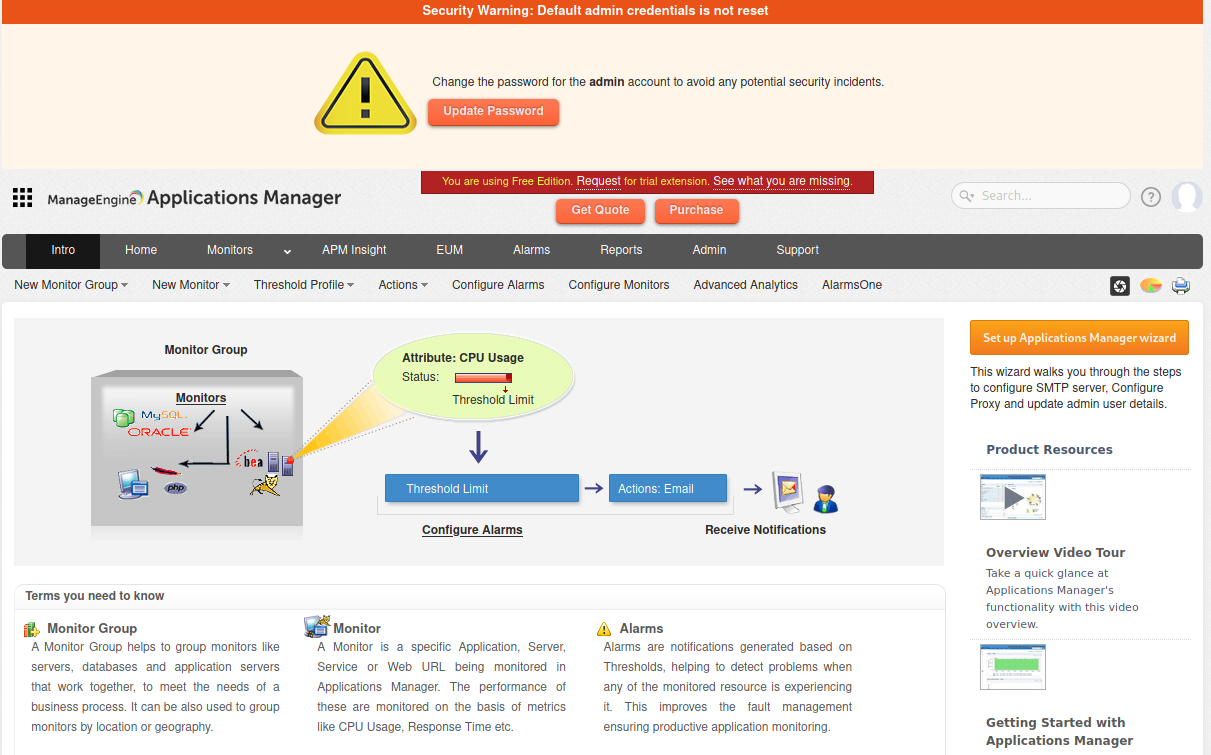 Security Warning: Default admin credentials is not reset
Change the password for the admin account to avoid any potential security incidents.
Update Password
You are using Free Edition. Request for trial extension. See what you are missing.
ManageEngine Applications Manager
Get Quote
Purchase
Search...
?
Intro
Home
Monitors
APM Insight
EUM
Alarms
Reports
Admin
Support
New Monitor Group
New Monitor
Threshold Profile
Actions
Configure Alarms
Configure Monitors
Advanced Analytics
AlarmsOne
Monitor Group
Monitors
MySQL
ORACLE
bea
php
Attribute: CPU Usage
Status:
Threshold Limit
Threshold Limit
Actions: Email
Configure Alarms
Receive Notifications
Set up Applications Manager wizard
This wizard walks you through the steps
to configure SMTP server, Configure
Proxy and update admin user details.
Product Resources
Overview Video Tour
Take a quick glance at
Applications Manager's
functionality with this video
overview.
Getting Started with
Applications Manager
Terms you need to know
Monitor Group
A Monitor Group helps to group monitors like
servers, databases and application servers
that work together, to meet the needs of a
business process. It can be also used to group
monitors by location or geography.
Monitor
A Monitor is a specific Application, Server,
Service or Web URL being monitored in
Applications Manager. The performance of
these are monitored on the basis of metrics
like CPU Usage, Response Time etc.
Alarms
Alarms are notifications generated based on
Thresholds, helping to detect problems when
any of the monitored resource is experiencing
it. This improves the fault management
ensuring productive application monitoring.